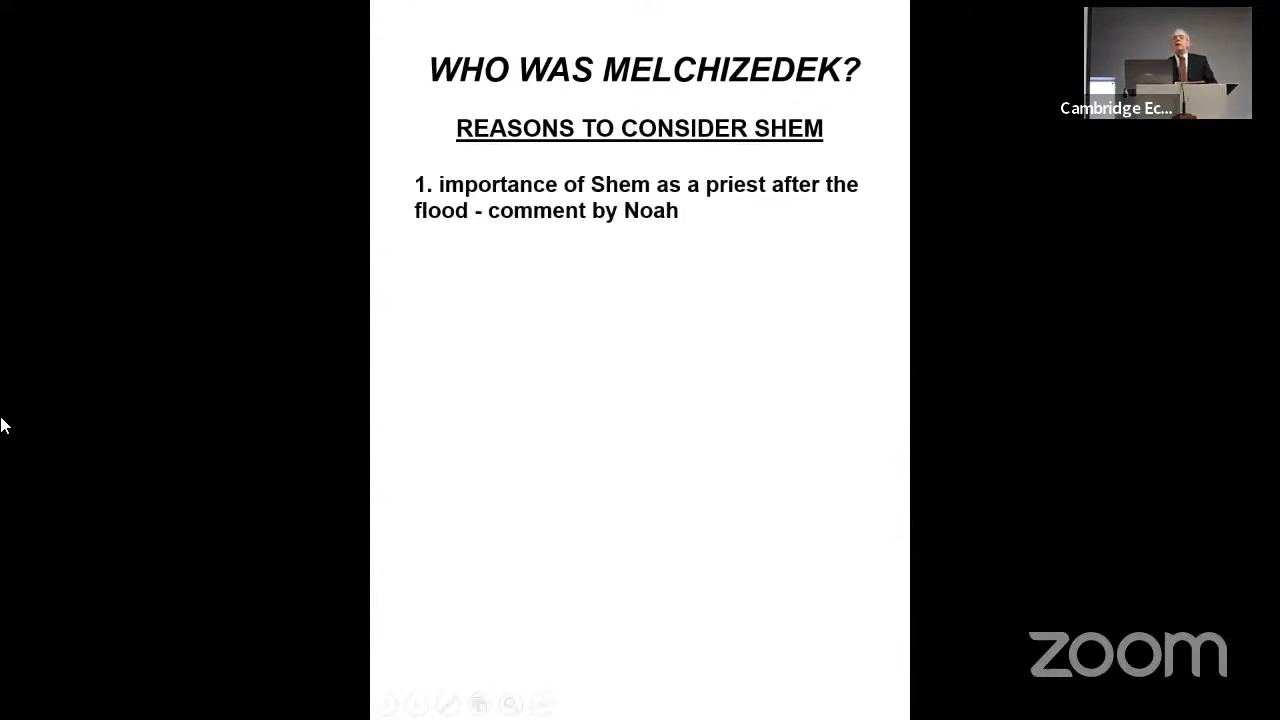 WHO WAS MELCHIZEDEK?
REASONS TO CONSIDER SHEM
1. importance of Shem as a priest after the
flood - comment by Noah
Cambridge Ec...
zoom